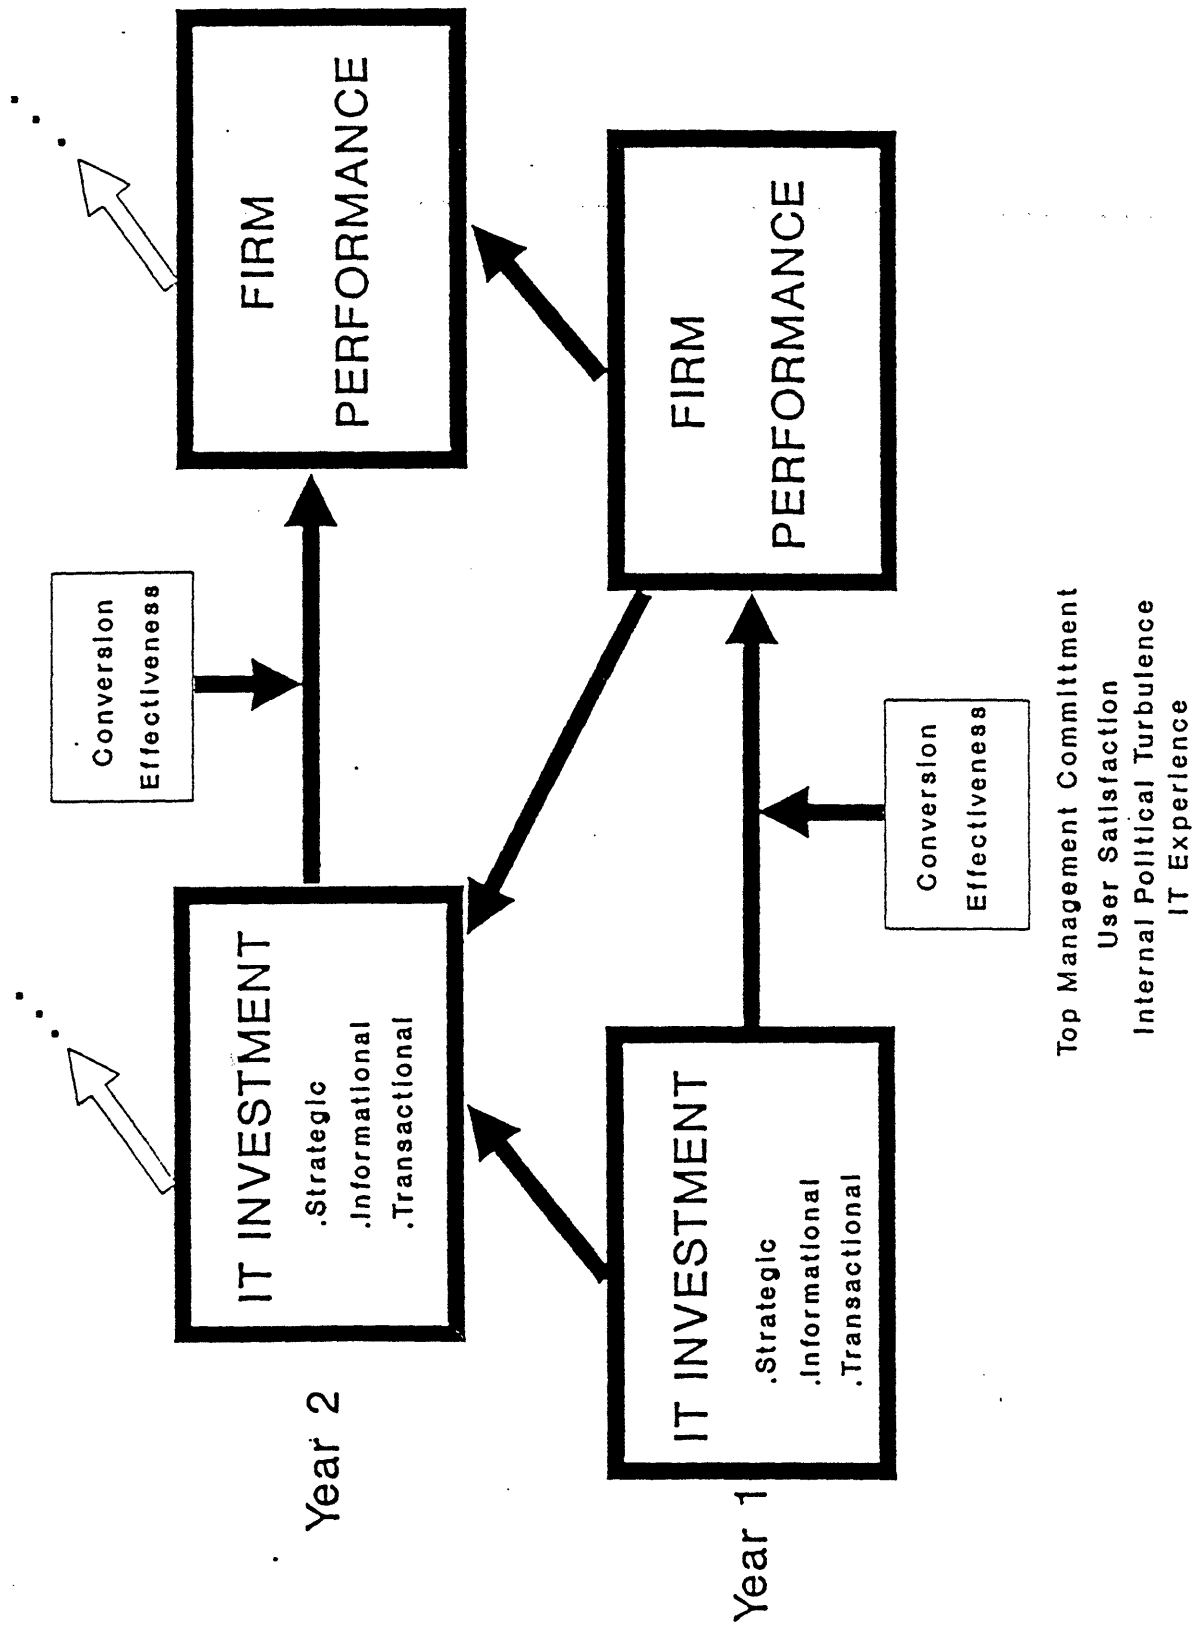 Year 2
IT INVESTMENT
.Strategic
.Informational
.Transactional
Conversion
Effectiveness
FIRM
PERFORMANCE
Year 1
IT INVESTMENT
.Strategic
.Informational
.Transactional
FIRM
PERFORMANCE
Conversion
Effectiveness
Top Management Committment
User Satisfaction
Internal Political Turbulence
IT Experience